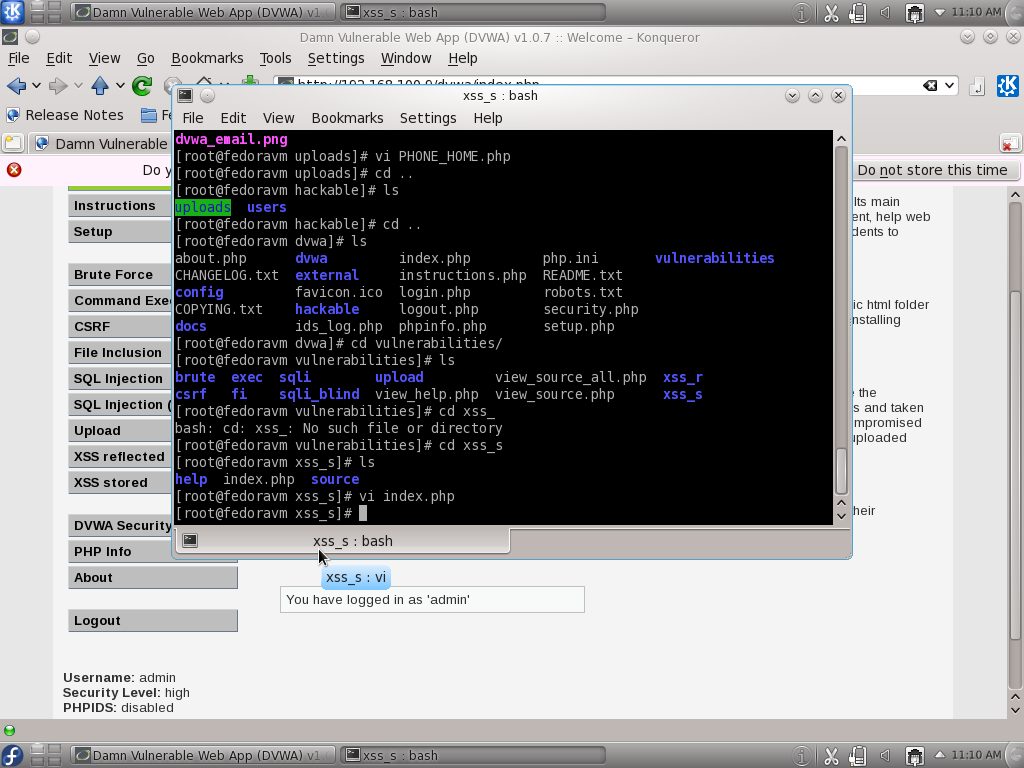 Damn Vulnerable Web App (DVWA) v1.0
xss_s : bash
11:10 AM
Damn Vulnerable Web App (DVWA) v1.0.7 :: Welcome – Konqueror
File Edit View Go Bookmarks Tools Settings Window Help
http://192.168.100.9/dvwa/index.php
xss_s : bash
Release Notes
Fe
File Edit View Bookmarks Settings Help
Damn Vulnerable
Do y
Do not store this time
dvwa_email.png
[root@fedoravm uploads]# vi PHONE_HOME.php
[root@fedoravm uploads]# cd ..
[root@fedoravm hackable]# ls
uploads users
[root@fedoravm hackable]# cd ..
[root@fedoravm dvwa]# ls
about.php dvwa index.php php.ini vulnerabilities
CHANGELOG.txt external instructions.php README.txt
config favicon.ico login.php robots.txt
COPYING.txt hackable logout.php security.php
docs ids_log.php phpinfo.php setup.php
[root@fedoravm dvwa]# cd vulnerabilities/
[root@fedoravm vulnerabilities]# ls
brute exec sqli upload view_source_all.php xss_r
csrf fi sqli_blind view_help.php view_source.php xss_s
[root@fedoravm vulnerabilities]# cd xss_
bash: cd: xss_: No such file or directory
[root@fedoravm vulnerabilities]# cd xss_s
[root@fedoravm xss_s]# ls
help index.php source
[root@fedoravm xss_s]# vi index.php
[root@fedoravm xss_s]#
xss_s : bash
xss_s : vi
Instructions
Setup
Brute Force
Command Exe
CSRF
File Inclusion
SQL Injection
SQL Injection (
Upload
XSS reflected
XSS stored
DVWA Security
PHP Info
About
Logout
lts main
ent, help web
dents to
ic html folder
nstalling
the
s and taken
mpromised
uploaded
heir
You have logged in as 'admin'
Username: admin
Security Level: high
PHPIDS: disabled
Damn Vulnerable Web App (DVWA) v1.0
xss_s : bash
11:10 AM